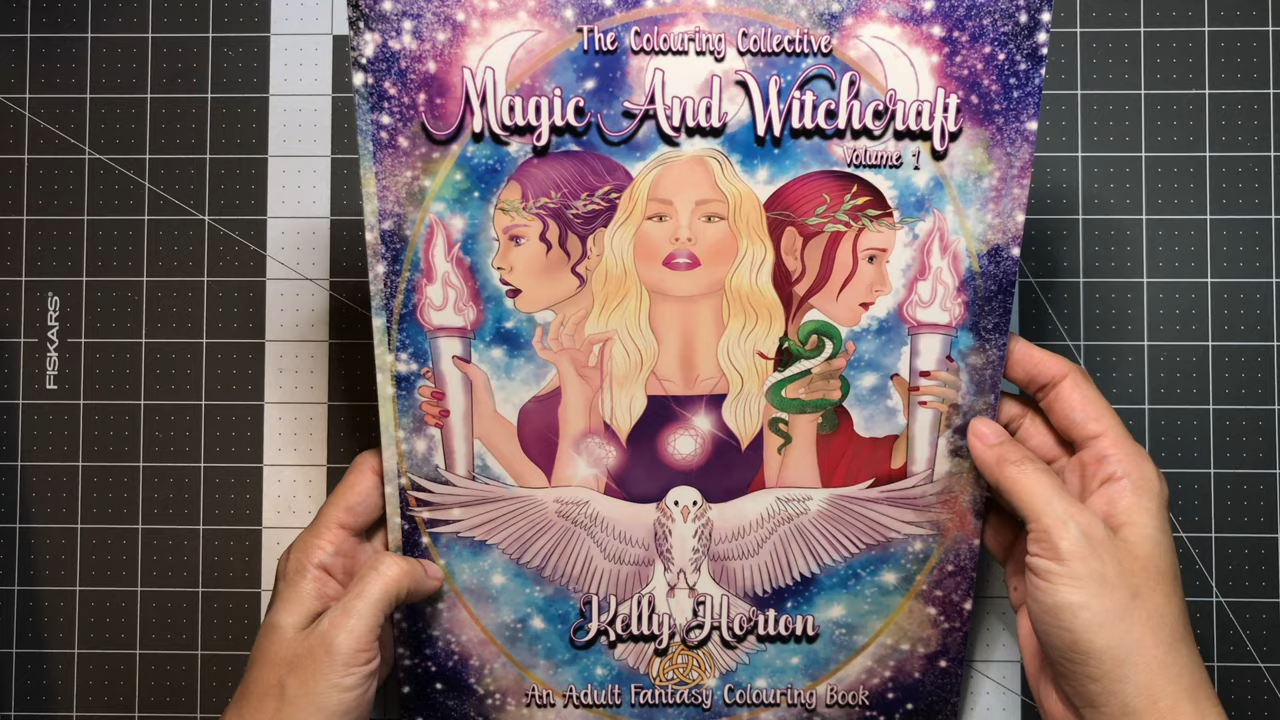 The Colouring Collective
Magic And Witchcraft
Volume 1
Kelly Horton
An Adult Fantasy Colouring Book
FISKARS®